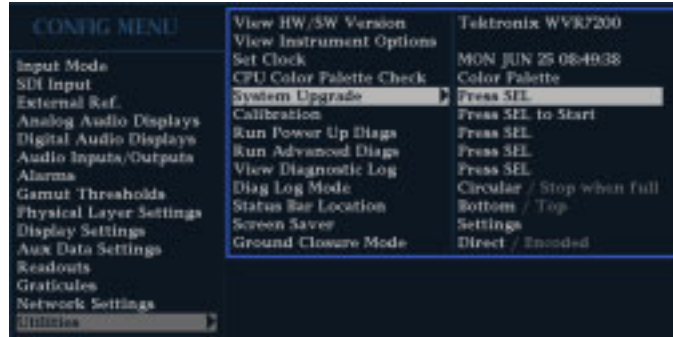 CONFIG MENU
Input Mode
SDI Input
External Ref.
Analog Audio Displays
Digital Audio Displays
Audio Inputs/Outputs
Alarms
Gamut Thresholds
Physical Layer Settings
Display Settings
Aux Data Settings
Readouts
Graticules
Network Settings
Utilities
View HW/SW Version Tektronix WVR7200
View Instrument Options
Set Clock MON JUN 25 08:49:38
CPU Color Palette Check Color Palette
System Upgrade Press SEL
Calibration Press SEL to Start
Run Power Up Diags Press SEL
Run Advanced Diags Press SEL
View Diagnostic Log Press SEL
Diag Log Mode Circular / Stop when full
Status Bar Location Bottom / Top
Screen Saver Settings
Ground Closure Mode Direct / Encoded